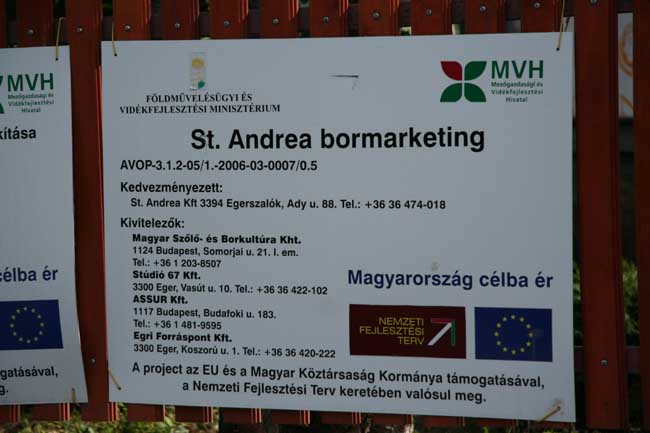 MVH
Mezőgazdasági és
Vidékfejlesztési
Hivatal
kítása
célba ér
gatásával,
g.
FÖLDMŰVELÉSÜGYI ÉS
VIDÉKFEJLESZTÉSI MINISZTÉRIUM
MVH
Mezőgazdasági és
Vidékfejlesztési
Hivatal
St. Andrea bormarketing
AVOP-3.1.2-05/1.-2006-03-0007/0.5
Kedvezményezett:
St. Andrea Kft 3394 Egerszalók, Ady u. 88. Tel.: +36 36 474-018
Kivitelezők:
Magyar Szőlő- és Borkultúra Kht.
1124 Budapest, Somorjai u. 21. I. em.
Tel.: +36 1 203-8507
Stúdió 67 Kft.
3300 Eger, Vasút u. 10. Tel.: +36 36 422-102
ASSUR Kft.
1117 Budapest, Budafoki u. 183.
Tel.: +36 1 481-9595
Egri Forráspont Kft.
3300 Eger, Koszorú u. 1. Tel.: +36 36 420-222
Magyarország célba ér
NEMZETI
FEJLESZTÉSI
TERV
A project az EU és a Magyar Köztársaság Kormánya támogatásával,
a Nemzeti Fejlesztési Terv keretében valósul meg.